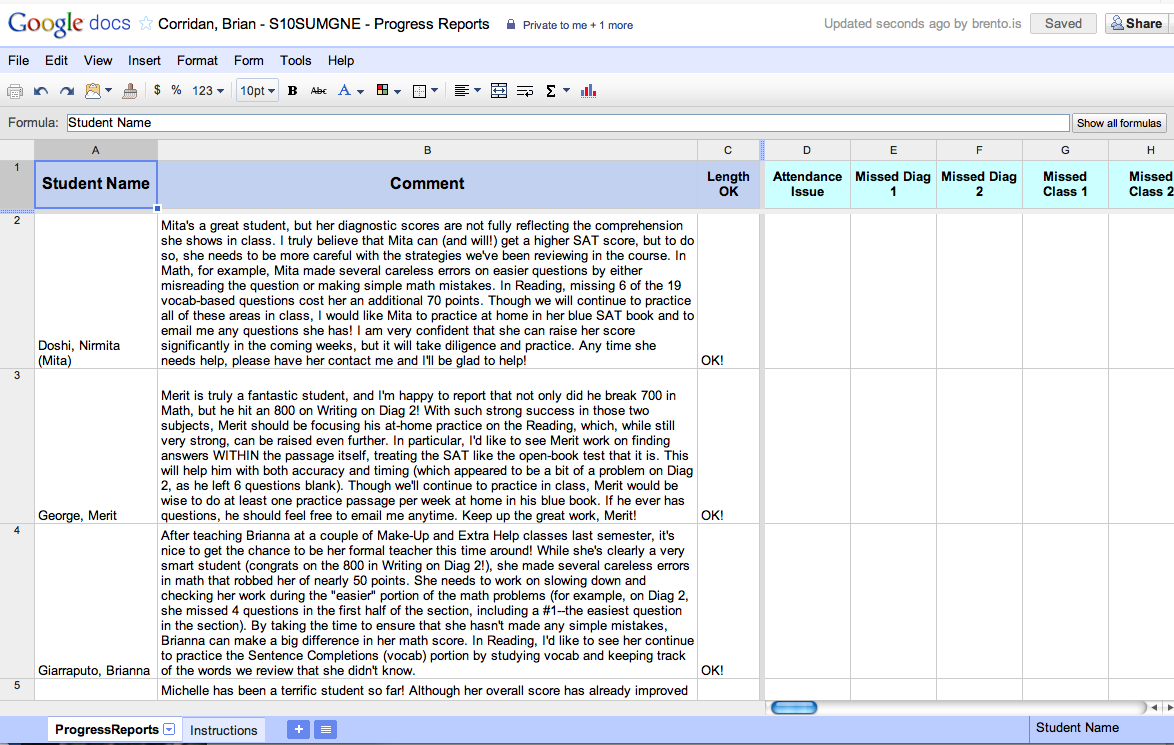 Google docs Corridan, Brian - S10SUMGNE - Progress Reports Private to me + 1 more Updated seconds ago by brento.is Saved Share
File Edit View Insert Format Form Tools Help
$ % 123 10pt B Abc A Σ
Formula: Student Name Show all formulas
A B C D E F G H
1 Student Name Comment Length OK Attendance Issue Missed Diag 1 Missed Diag 2 Missed Class 1 Missed Class 2
2
Mita's a great student, but her diagnostic scores are not fully reflecting the comprehension
she shows in class. I truly believe that Mita can (and will!) get a higher SAT score, but to do
so, she needs to be more careful with the strategies we've been reviewing in the course. In
Math, for example, Mita made several careless errors on easier questions by either
misreading the question or making simple math mistakes. In Reading, missing 6 of the 19
vocab-based questions cost her an additional 70 points. Though we will continue to practice
all of these areas in class, I would like Mita to practice at home in her blue SAT book and to
email me any questions she has! I am very confident that she can raise her score
significantly in the coming weeks, but it will take diligence and practice. Any time she
needs help, please have her contact me and I'll be glad to help!
Doshi, Nirmita
(Mita)
OK!
3
Merit is truly a fantastic student, and I'm happy to report that not only did he break 700 in
Math, but he hit an 800 on Writing on Diag 2! With such strong success in those two
subjects, Merit should be focusing his at-home practice on the Reading, which, while still
very strong, can be raised even further. In particular, I'd like to see Merit work on finding
answers WITHIN the passage itself, treating the SAT like the open-book test that it is. This
will help him with both accuracy and timing (which appeared to be a bit of a problem on Diag
2, as he left 6 questions blank). Though we'll continue to practice in class, Merit would be
wise to do at least one practice passage per week at home in his blue book. If he ever has
questions, he should feel free to email me anytime. Keep up the great work, Merit!
George, Merit
OK!
4
After teaching Brianna at a couple of Make-Up and Extra Help classes last semester, it's
nice to get the chance to be her formal teacher this time around! While she's clearly a very
smart student (congrats on the 800 in Writing on Diag 2!), she made several careless errors
in math that robbed her of nearly 50 points. She needs to work on slowing down and
checking her work during the "easier" portion of the math problems (for example, on Diag 2,
she missed 4 questions in the first half of the section, including a #1--the easiest question
in the section). By taking the time to ensure that she hasn't made any simple mistakes,
Brianna can make a big difference in her math score. In Reading, I'd like to see her continue
to practice the Sentence Completions (vocab) portion by studying vocab and keeping track
of the words we review that she didn't know.
Giarraputo, Brianna
OK!
5
Michelle has been a terrific student so far! Although her overall score has already improved
ProgressReports Instructions + Student Name